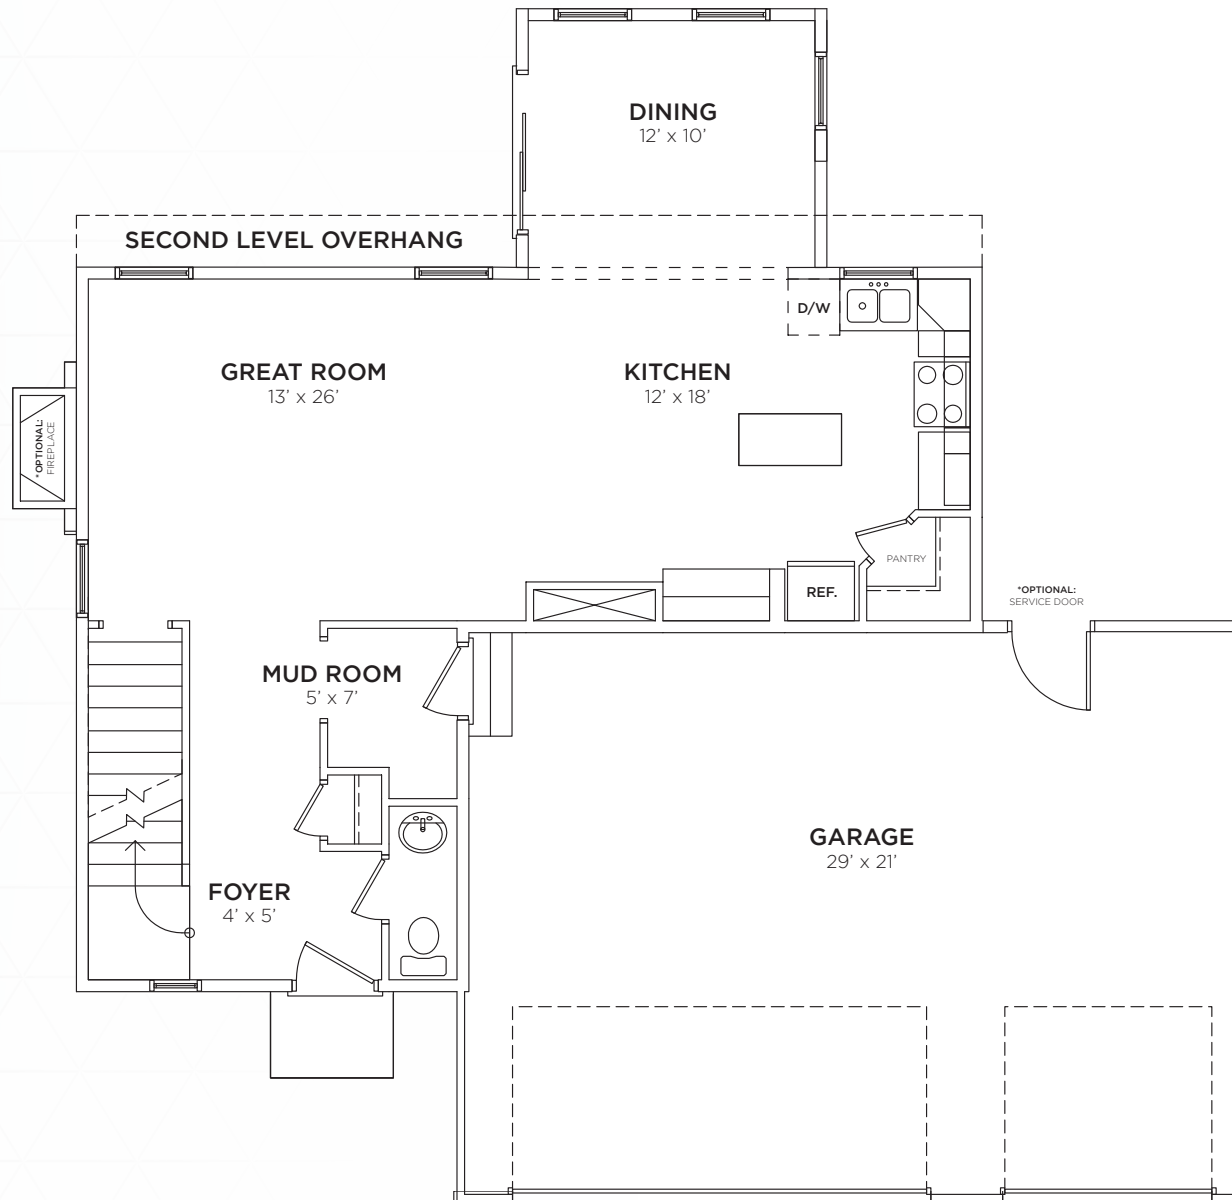 DINING
12’ x 10’
SECOND LEVEL OVERHANG
D/W
GREAT ROOM
13’ x 26’
KITCHEN
12’ x 18’
*OPTIONAL:
FIREPLACE
PANTRY
REF.
*OPTIONAL:
SERVICE DOOR
MUD ROOM
5’ x 7’
GARAGE
29’ x 21’
FOYER
4’ x 5’